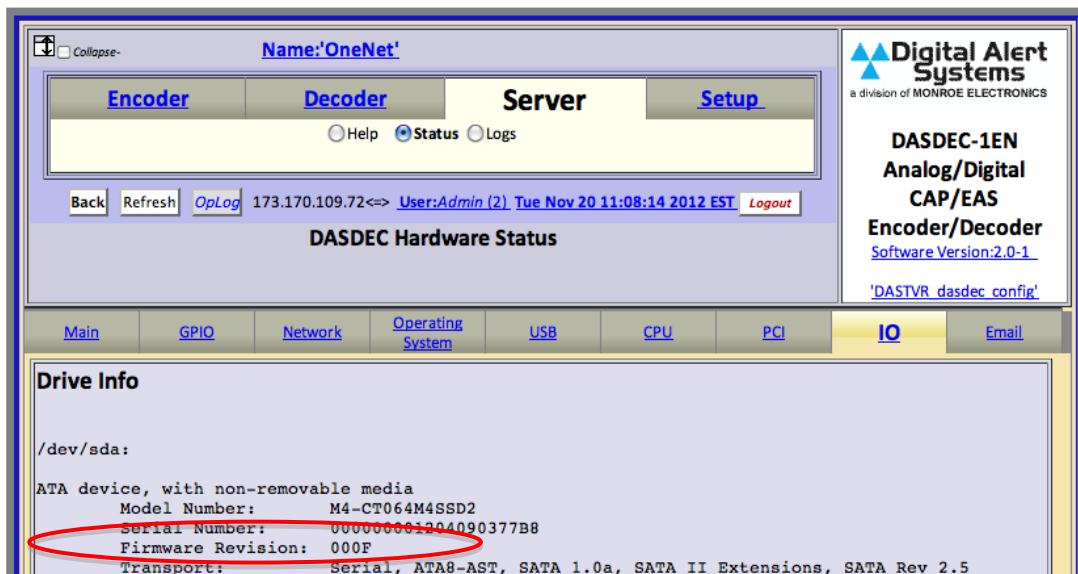 Collapse-
Name:'OneNet'
Encoder Decoder Server Setup
Help Status Logs
Back Refresh OpLog 173.170.109.72<=> User:Admin (2) Tue Nov 20 11:08:14 2012 EST Logout
DASDEC Hardware Status
Digital Alert
Systems
a division of MONROE ELECTRONICS
DASDEC-1EN
Analog/Digital
CAP/EAS
Encoder/Decoder
Software Version:2.0-1
'DASTVR dasdec config'
Main GPIO Network Operating System USB CPU PCI IO Email
Drive Info
/dev/sda:
ATA device, with non-removable media
Model Number: M4-CT064M4SSD2
Serial Number: 000000001204090377B8
Firmware Revision: 000F
Transport: Serial, ATA8-AST, SATA 1.0a, SATA II Extensions, SATA Rev 2.5